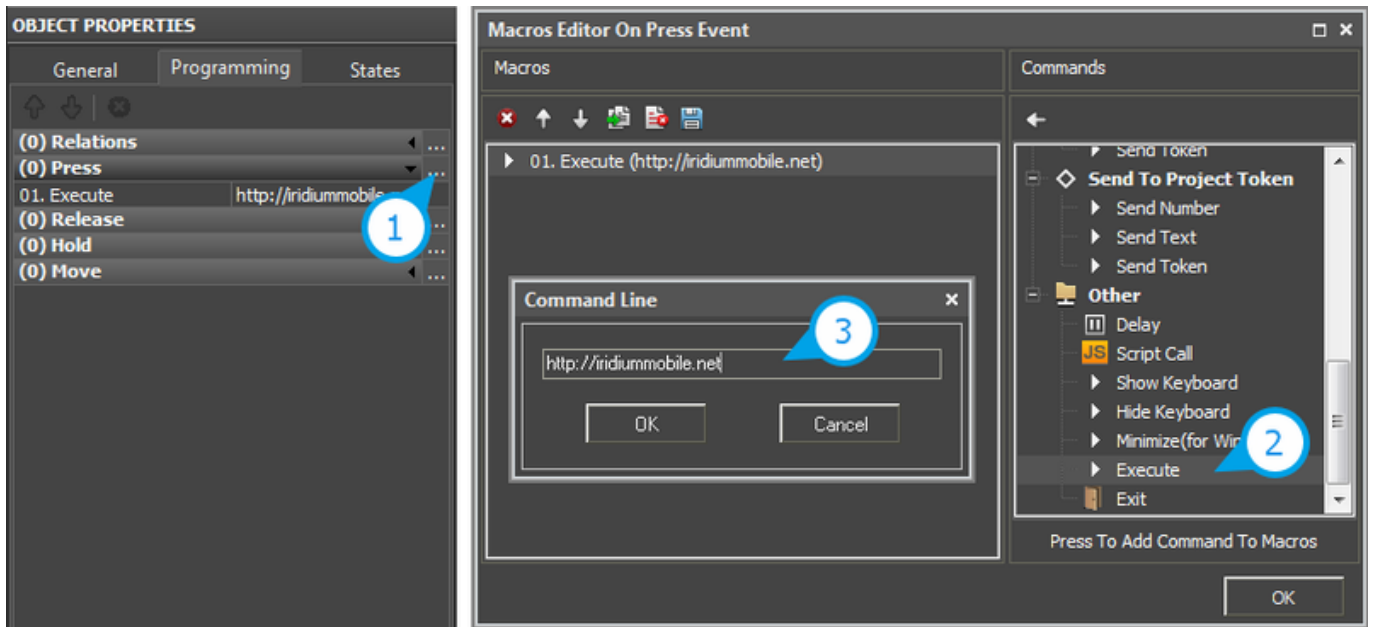 OBJECT PROPERTIES
General Programming States
(0) Relations ...
(0) Press ...
01. Execute http://iridiummobile
(0) Release ..
(0) Hold ...
(0) Move ...
1
Macros Editor On Press Event
Macros
01. Execute (http://iridiummobile.net)
Command Line
http://iridiummobile.net
OK Cancel
3
Commands
Send Token
Send To Project Token
Send Number
Send Text
Send Token
Other
Delay
JS Script Call
Show Keyboard
Hide Keyboard
Minimize(for Win
2
Execute
Exit
Press To Add Command To Macros
OK